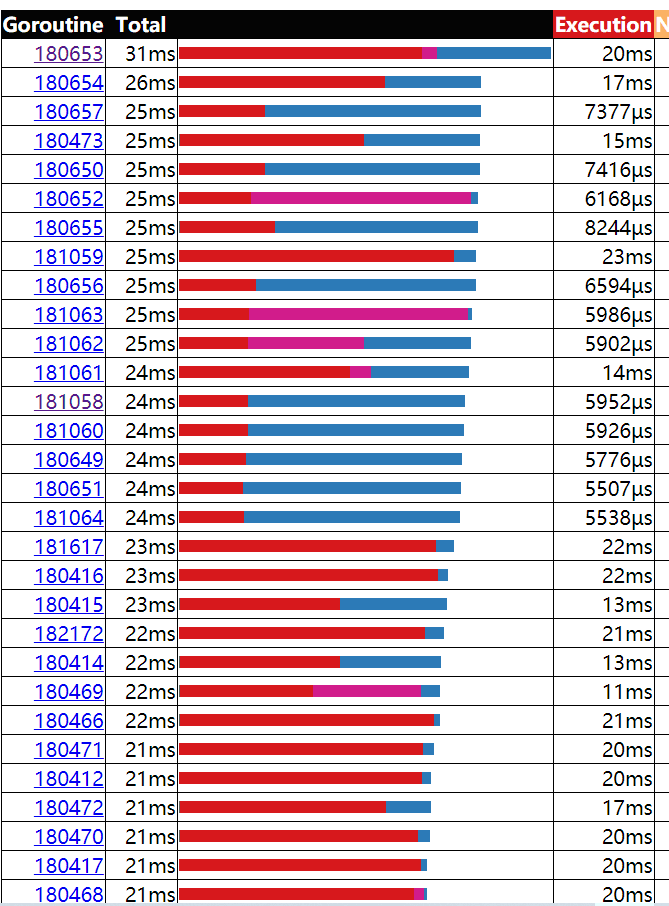 Goroutine Total Execution N
180653 31ms 20ms
180654 26ms 17ms
180657 25ms 7377µs
180473 25ms 15ms
180650 25ms 7416µs
180652 25ms 6168µs
180655 25ms 8244µs
181059 25ms 23ms
180656 25ms 6594µs
181063 25ms 5986µs
181062 25ms 5902µs
181061 24ms 14ms
181058 24ms 5952µs
181060 24ms 5926µs
180649 24ms 5776µs
180651 24ms 5507µs
181064 24ms 5538µs
181617 23ms 22ms
180416 23ms 22ms
180415 23ms 13ms
182172 22ms 21ms
180414 22ms 13ms
180469 22ms 11ms
180466 22ms 21ms
180471 21ms 20ms
180412 21ms 20ms
180472 21ms 17ms
180470 21ms 20ms
180417 21ms 20ms
180468 21ms 20ms